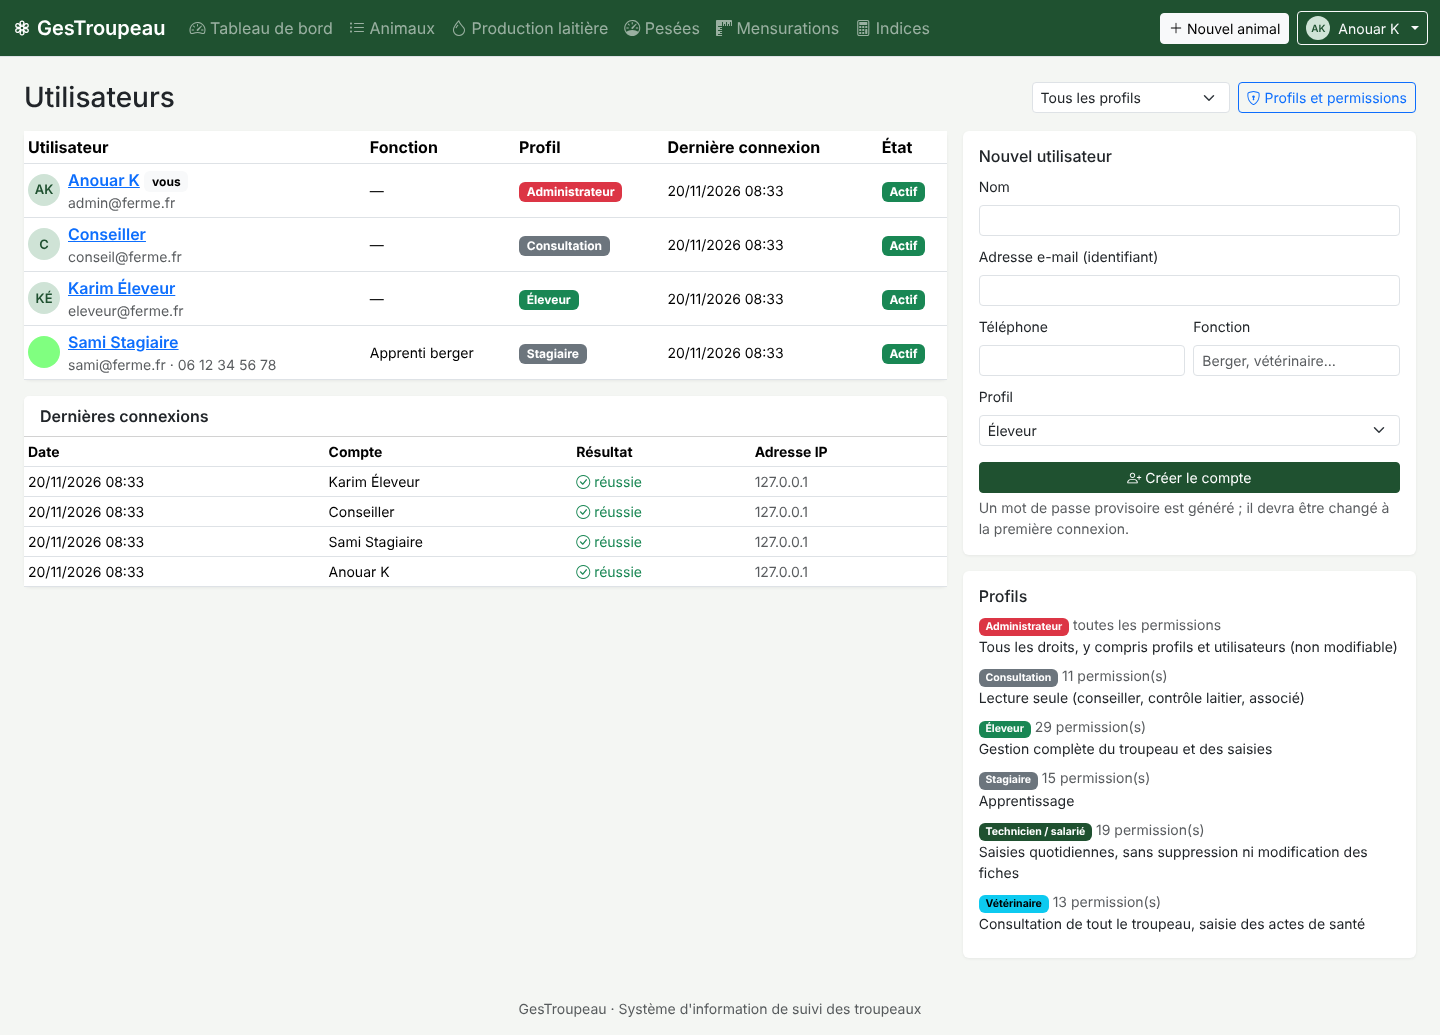 GesTroupeau
Tableau de bord
Animaux
Production laitière
Pesées
Mensurations
Indices
Nouvel animal
AK Anouar K
Utilisateurs
Tous les profils
Profils et permissions
Utilisateur Fonction Profil Dernière connexion État
AK Anouar K vous
admin@ferme.fr
— Administrateur 20/11/2026 08:33 Actif
C Conseiller
conseil@ferme.fr
— Consultation 20/11/2026 08:33 Actif
KÉ Karim Éleveur
eleveur@ferme.fr
— Éleveur 20/11/2026 08:33 Actif
Sami Stagiaire
sami@ferme.fr · 06 12 34 56 78
Apprenti berger Stagiaire 20/11/2026 08:33 Actif
Dernières connexions
Date Compte Résultat Adresse IP
20/11/2026 08:33 Karim Éleveur réussie 127.0.0.1
20/11/2026 08:33 Conseiller réussie 127.0.0.1
20/11/2026 08:33 Sami Stagiaire réussie 127.0.0.1
20/11/2026 08:33 Anouar K réussie 127.0.0.1
Nouvel utilisateur
Nom
Adresse e-mail (identifiant)
Téléphone Fonction
Berger, vétérinaire...
Profil
Éleveur
Créer le compte
Un mot de passe provisoire est généré ; il devra être changé à
la première connexion.
Profils
Administrateur toutes les permissions
Tous les droits, y compris profils et utilisateurs (non modifiable)
Consultation 11 permission(s)
Lecture seule (conseiller, contrôle laitier, associé)
Éleveur 29 permission(s)
Gestion complète du troupeau et des saisies
Stagiaire 15 permission(s)
Apprentissage
Technicien / salarié 19 permission(s)
Saisies quotidiennes, sans suppression ni modification des
fiches
Vétérinaire 13 permission(s)
Consultation de tout le troupeau, saisie des actes de santé
GesTroupeau · Système d'information de suivi des troupeaux